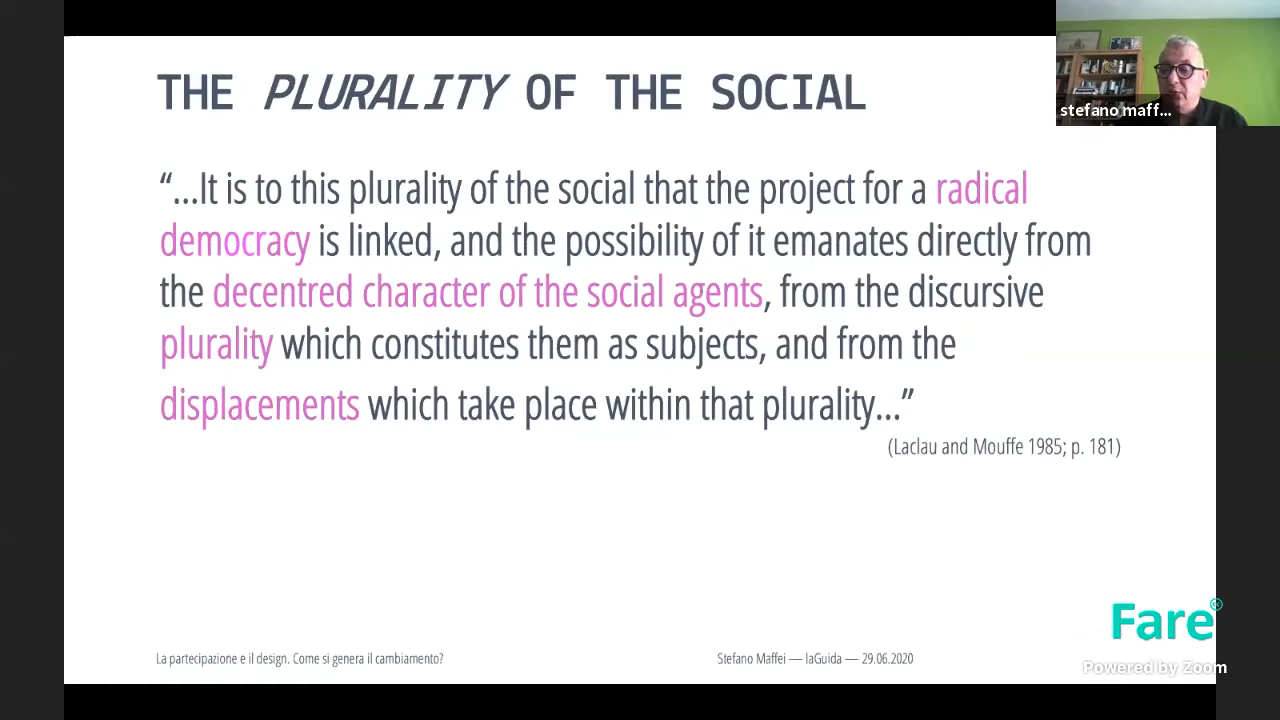 THE PLURALITY OF THE SOCIAL
stefano maff...
“...It is to this plurality of the social that the project for a radical
democracy is linked, and the possibility of it emanates directly from
the decentred character of the social agents, from the discursive
plurality which constitutes them as subjects, and from the
displacements which take place within that plurality...”
(Laclau and Mouffe 1985; p. 181)
Fare
La partecipazione e il design. Come si genera il cambiamento?
Stefano Maffei — laGuida — 29.06.2020
Powered by Zoom